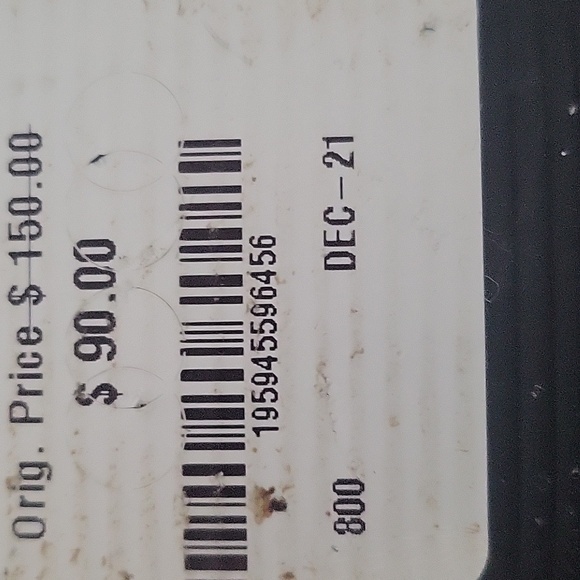 Orig. Price $ 150.00
$ 90.00
195945596456
800 DEC-21